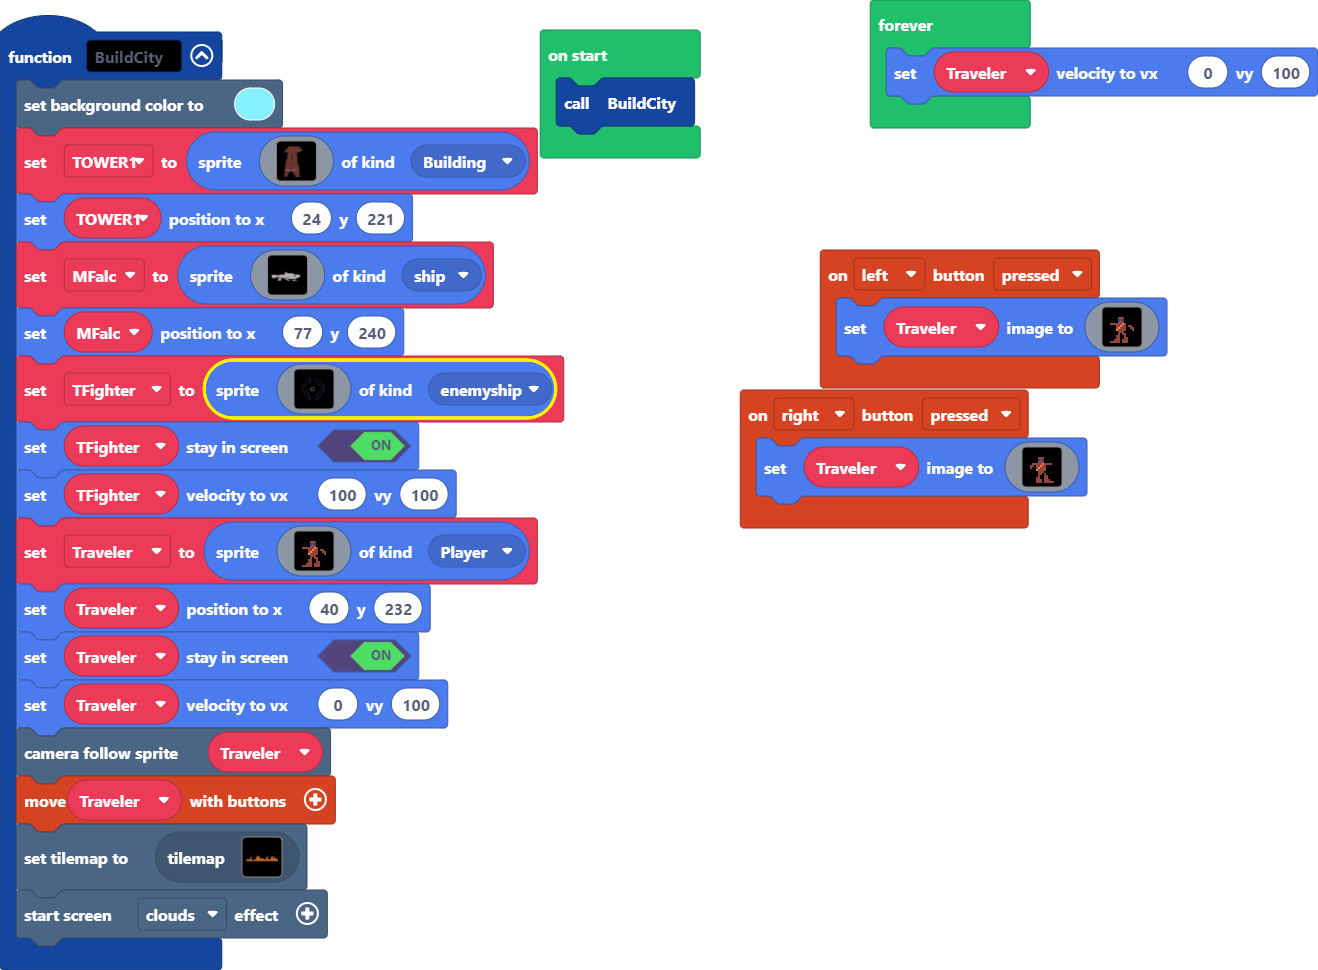 function BuildCity
set background color to
set TOWER1 to sprite of kind Building
set TOWER1 position to x 24 y 221
set MFalc to sprite of kind ship
set MFalc position to x 77 y 240
set TFighter to sprite of kind enemyship
set TFighter stay in screen ON
set TFighter velocity to vx 100 vy 100
set Traveler to sprite of kind Player
set Traveler position to x 40 y 232
set Traveler stay in screen ON
set Traveler velocity to vx 0 vy 100
camera follow sprite Traveler
move Traveler with buttons
set tilemap to tilemap
start screen clouds effect
on start
call BuildCity
forever
set Traveler velocity to vx 0 vy 100
on left button pressed
set Traveler image to
on right button pressed
set Traveler image to